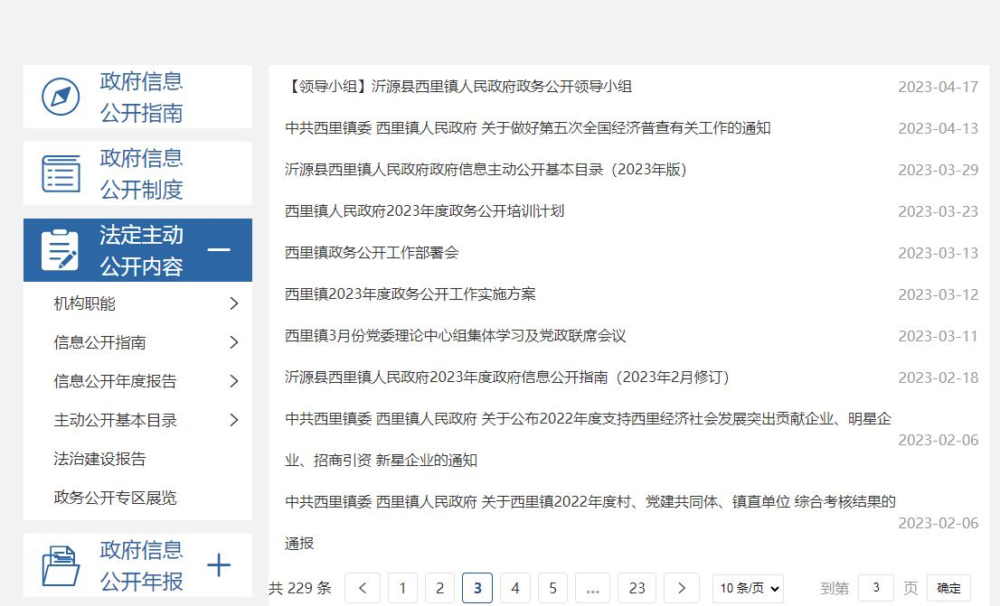 政府信息
公开指南
政府信息
公开制度
法定主动
公开内容
机构职能
信息公开指南
信息公开年度报告
主动公开基本目录
法治建设报告
政务公开专区展览
政府信息
公开年报
【领导小组】沂源县西里镇人民政府政务公开领导小组 2023-04-17
中共西里镇委 西里镇人民政府 关于做好第五次全国经济普查有关工作的通知 2023-04-13
沂源县西里镇人民政府政府信息主动公开基本目录（2023年版） 2023-03-29
西里镇人民政府2023年度政务公开培训计划 2023-03-23
西里镇政务公开工作部署会 2023-03-13
西里镇2023年度政务公开工作实施方案 2023-03-12
西里镇3月份党委理论中心组集体学习及党政联席会议 2023-03-11
沂源县西里镇人民政府2023年度政府信息公开指南（2023年2月修订） 2023-02-18
中共西里镇委 西里镇人民政府 关于公布2022年度支持西里经济社会发展突出贡献企业、明星企
业、招商引资 新星企业的通知
2023-02-06
中共西里镇委 西里镇人民政府 关于西里镇2022年度村、党建共同体、镇直单位 综合考核结果的
通报
2023-02-06
共 229 条 < 1 2 3 4 5 ... 23 > 10 条/页 到第 3 页 确定